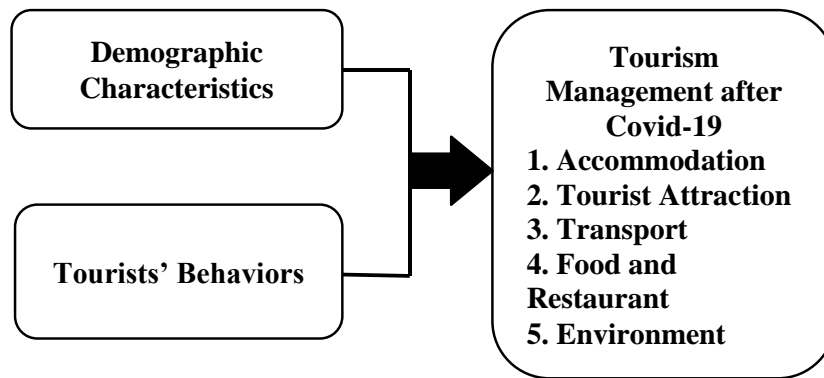 Demographic
Characteristics
Tourists’ Behaviors
Tourism
Management after
Covid-19
1. Accommodation
2. Tourist Attraction
3. Transport
4. Food and
Restaurant
5. Environment